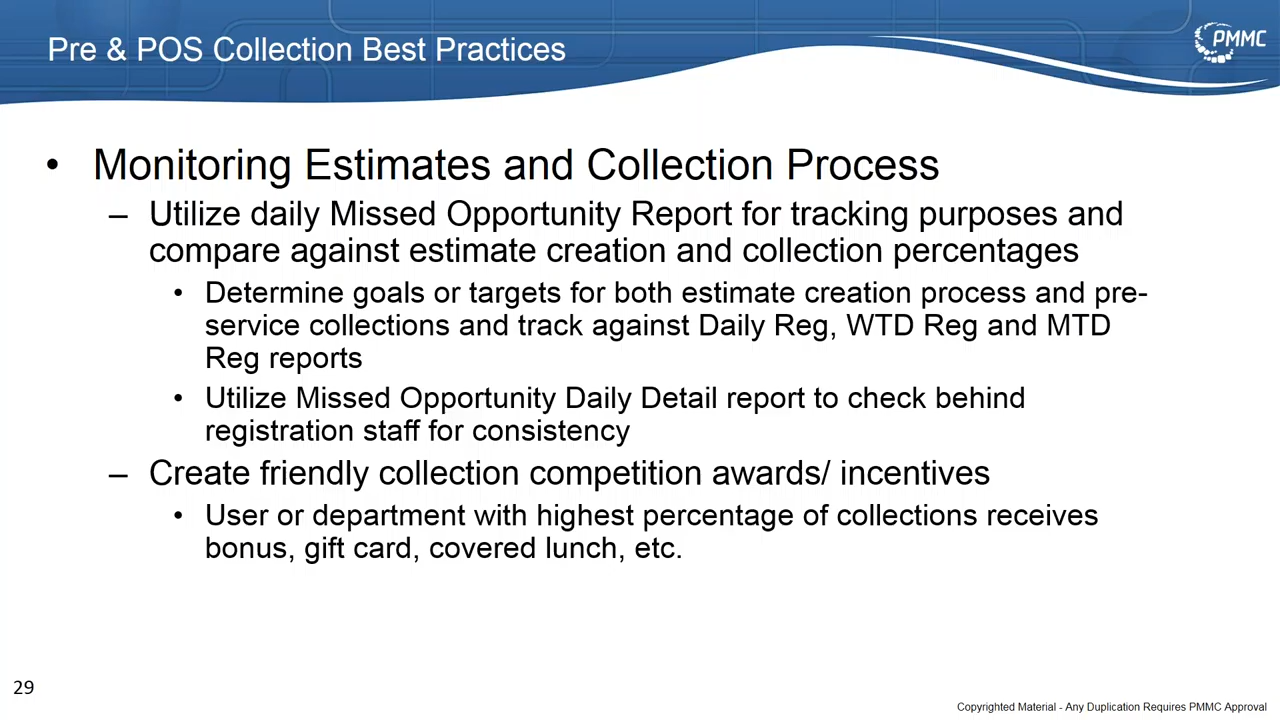 Pre & POS Collection Best Practices
PMMC
• Monitoring Estimates and Collection Process
– Utilize daily Missed Opportunity Report for tracking purposes and
compare against estimate creation and collection percentages
• Determine goals or targets for both estimate creation process and pre-
service collections and track against Daily Reg, WTD Reg and MTD
Reg reports
• Utilize Missed Opportunity Daily Detail report to check behind
registration staff for consistency
– Create friendly collection competition awards/ incentives
• User or department with highest percentage of collections receives
bonus, gift card, covered lunch, etc.
29
Copyrighted Material - Any Duplication Requires PMMC Approval